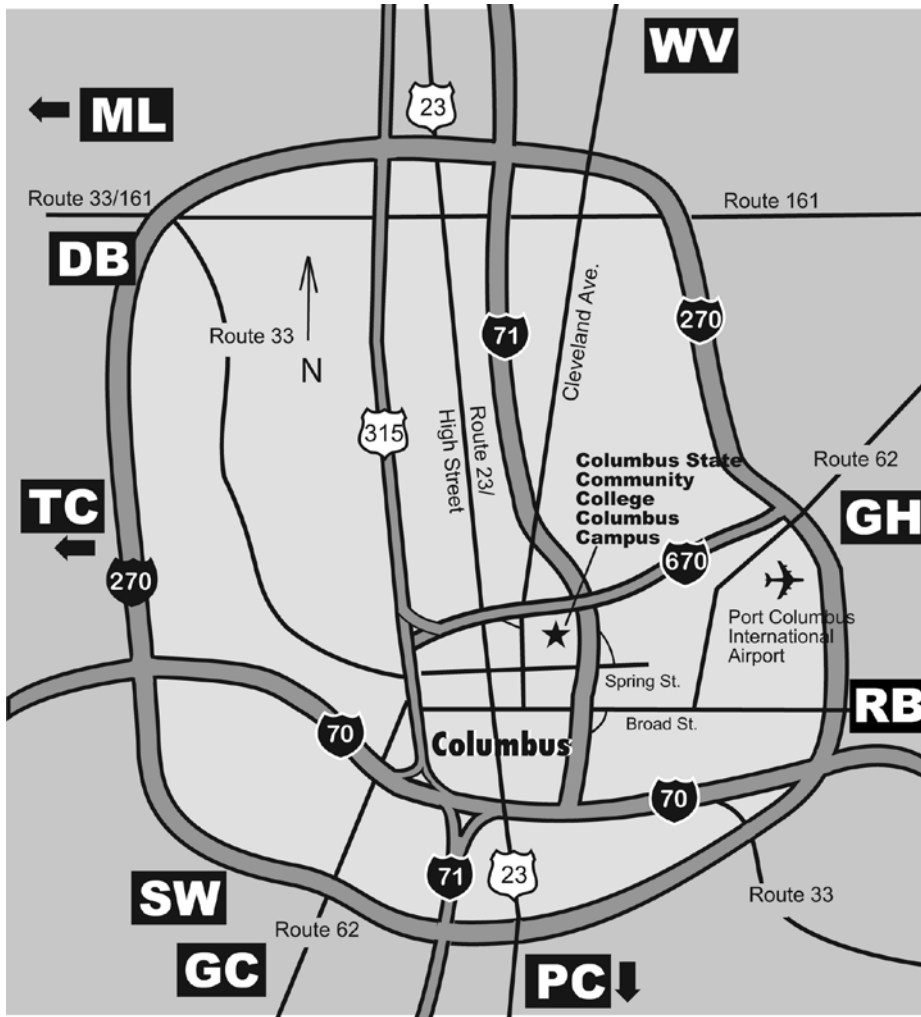 WV
23
ML
Route 33/161
Route 161
DB
Route 33
N
71
Cleveland Ave.
270
315
High Street
Route 23/
Columbus State
Community
College
Columbus
Campus
Route 62
TC
GH
270
670
Port Columbus
International
Airport
Spring St.
RB
Broad St.
70
Columbus
70
71
23
SW
Route 33
Route 62
GC
PC